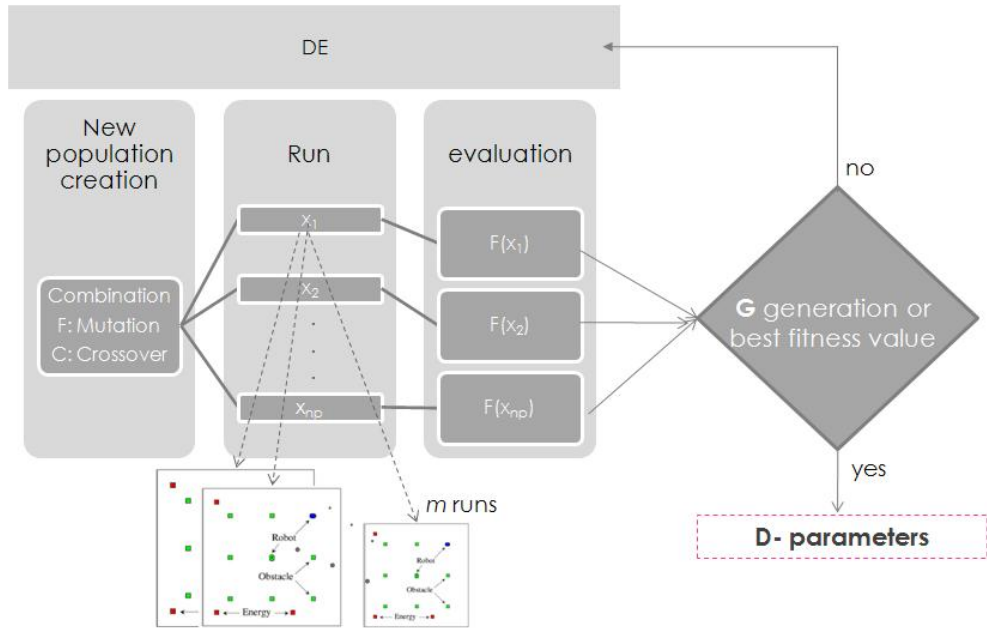 DE
New
population
creation
Run
evaluation
no
x1
F(x1)
Combination
F: Mutation
C: Crossover
x2
F(x2)
G generation or
best fitness value
xnp
F(xnp)
yes
m runs
D- parameters
Robot
Obstacle
Energy
Robot
Obstacle
Energy